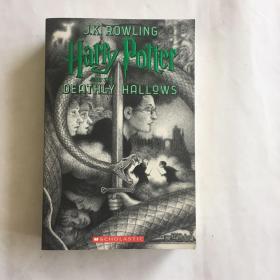 J.K. ROWLING
Harry Potter
AND THE
DEATHLY HALLOWS
SCHOLASTIC